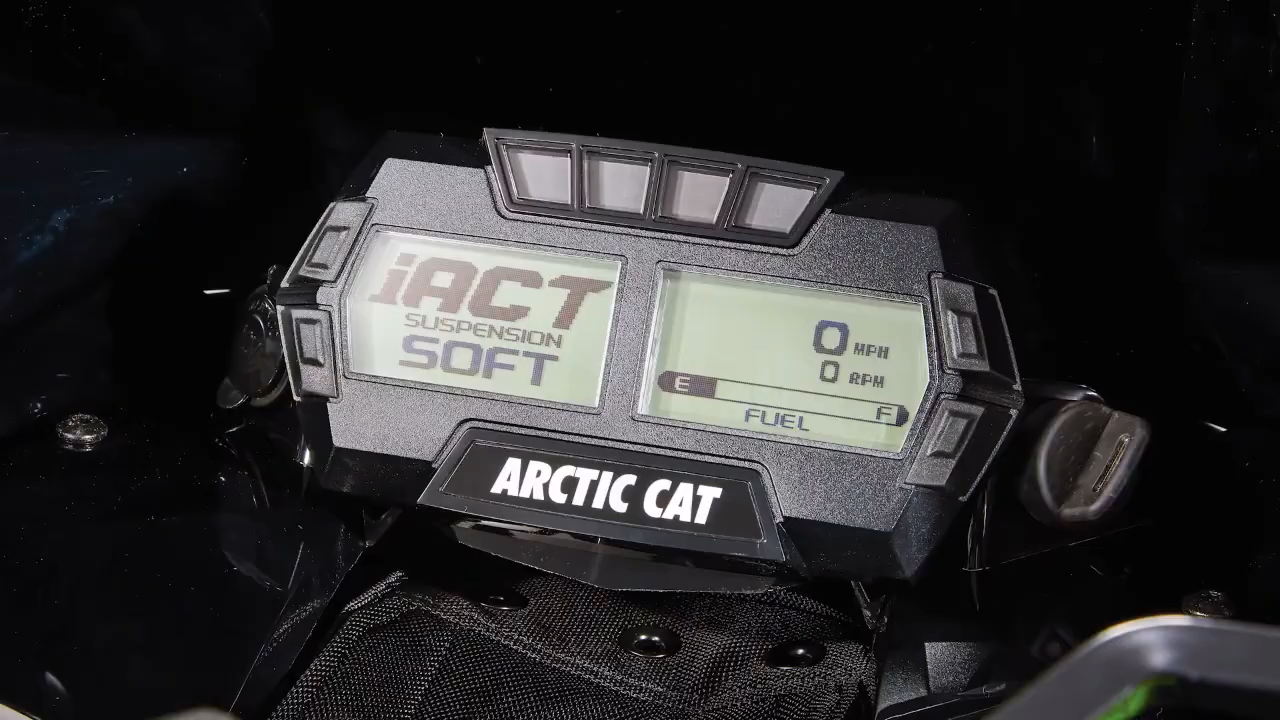 iACT
SUSPENSION
SOFT
0 MPH
0 RPM
E F
FUEL
ARCTIC CAT